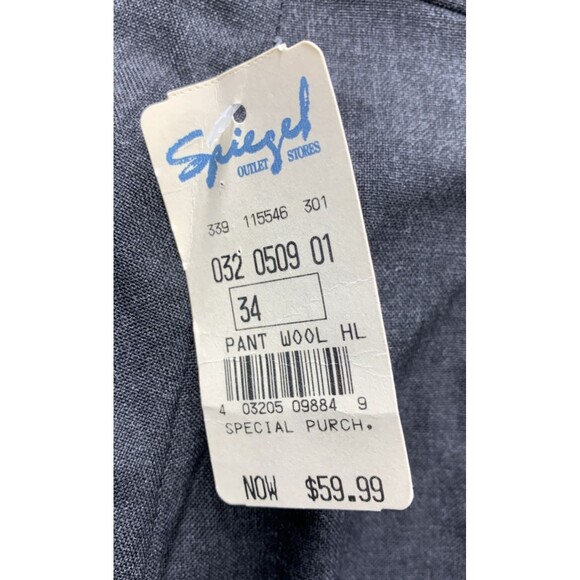 Spiegel
OUTLET STORES
339 115546 301
032 0509 01
34
PANT WOOL HL
4 03205 09884 9
SPECIAL PURCH.
NOW $59.99